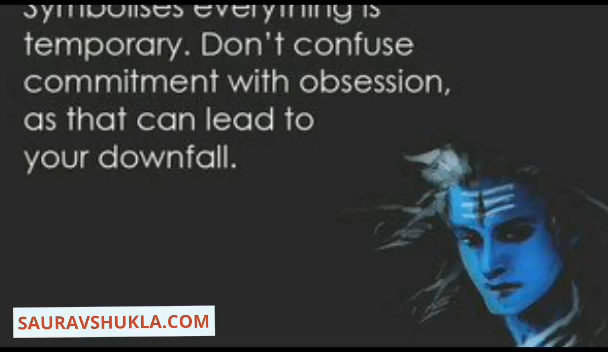 Symbolises everything is
temporary. Don't confuse
commitment with obsession,
as that can lead to
your downfall.
SAURAVSHUKLA.COM